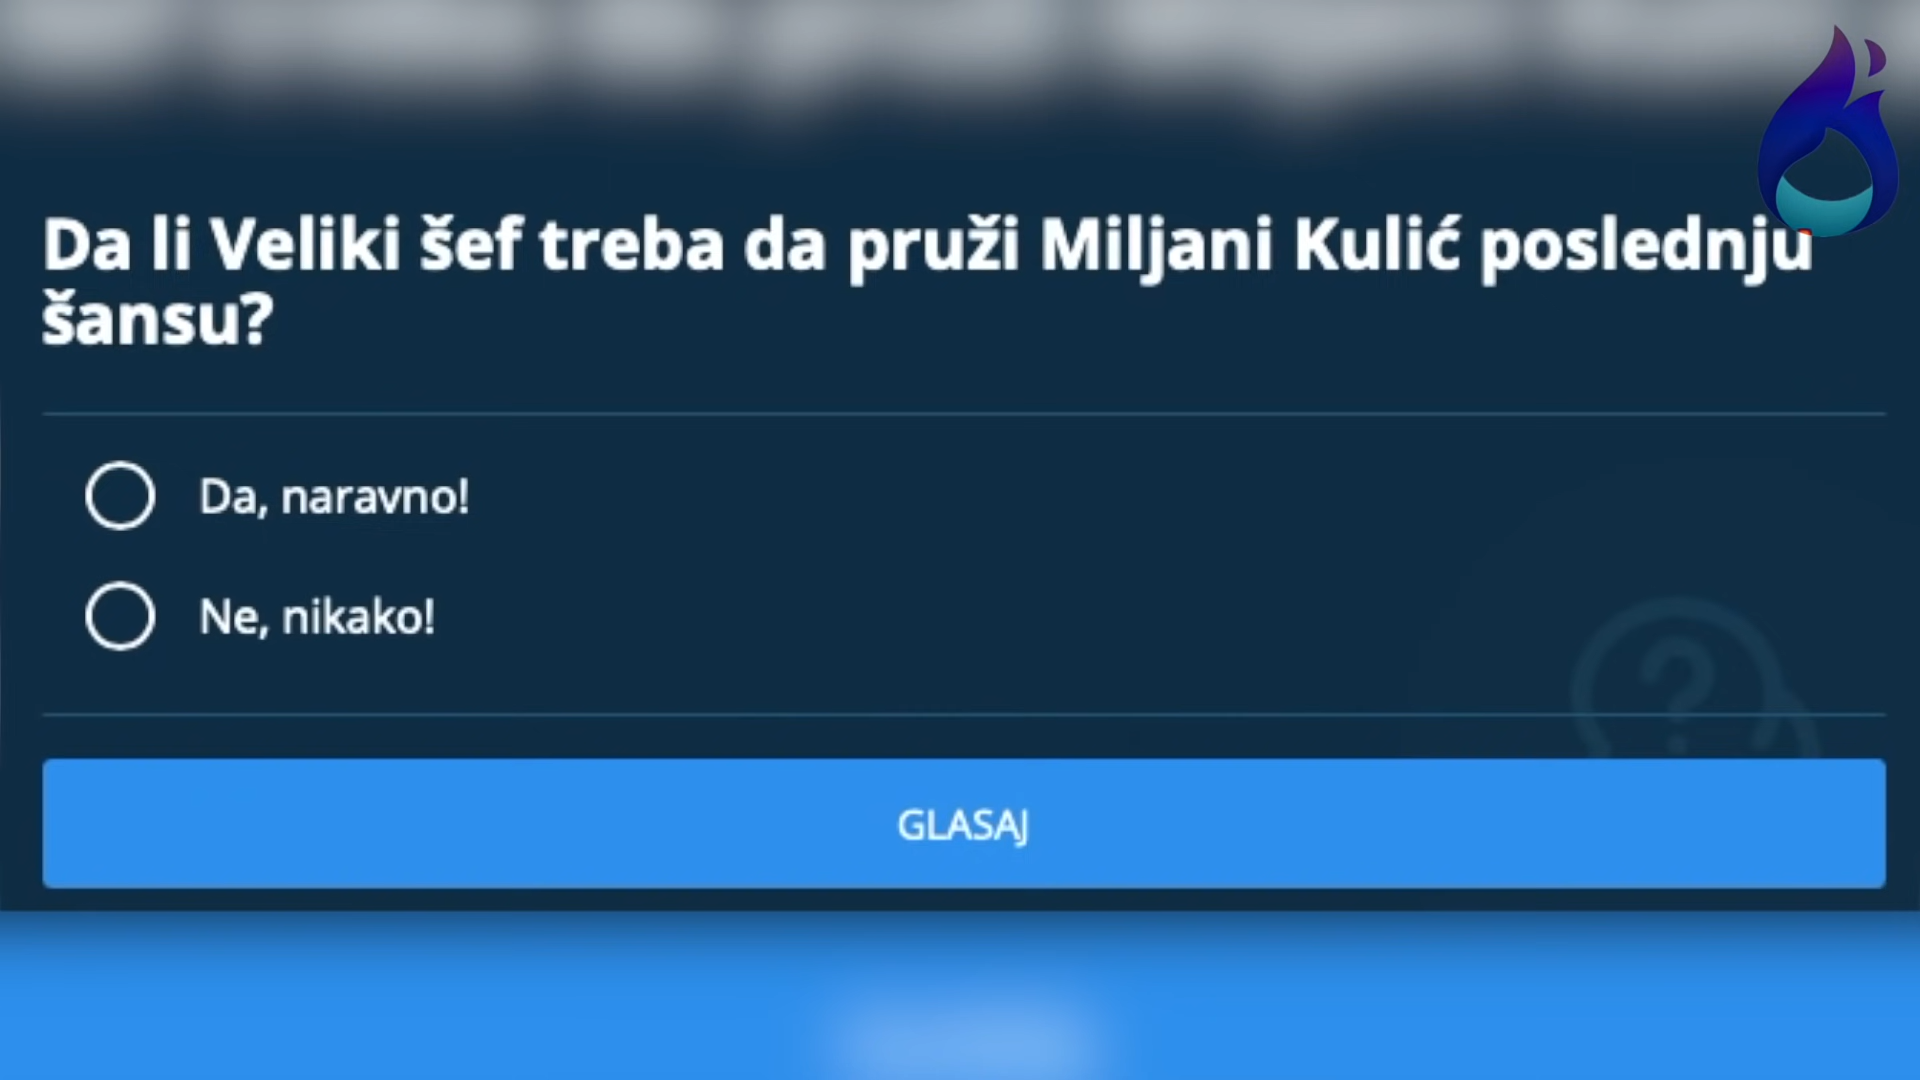 Da li Veliki šef treba da pruži Miljani Kulić poslednju
šansu?
Da, naravno!
Ne, nikako!
GLASAJ